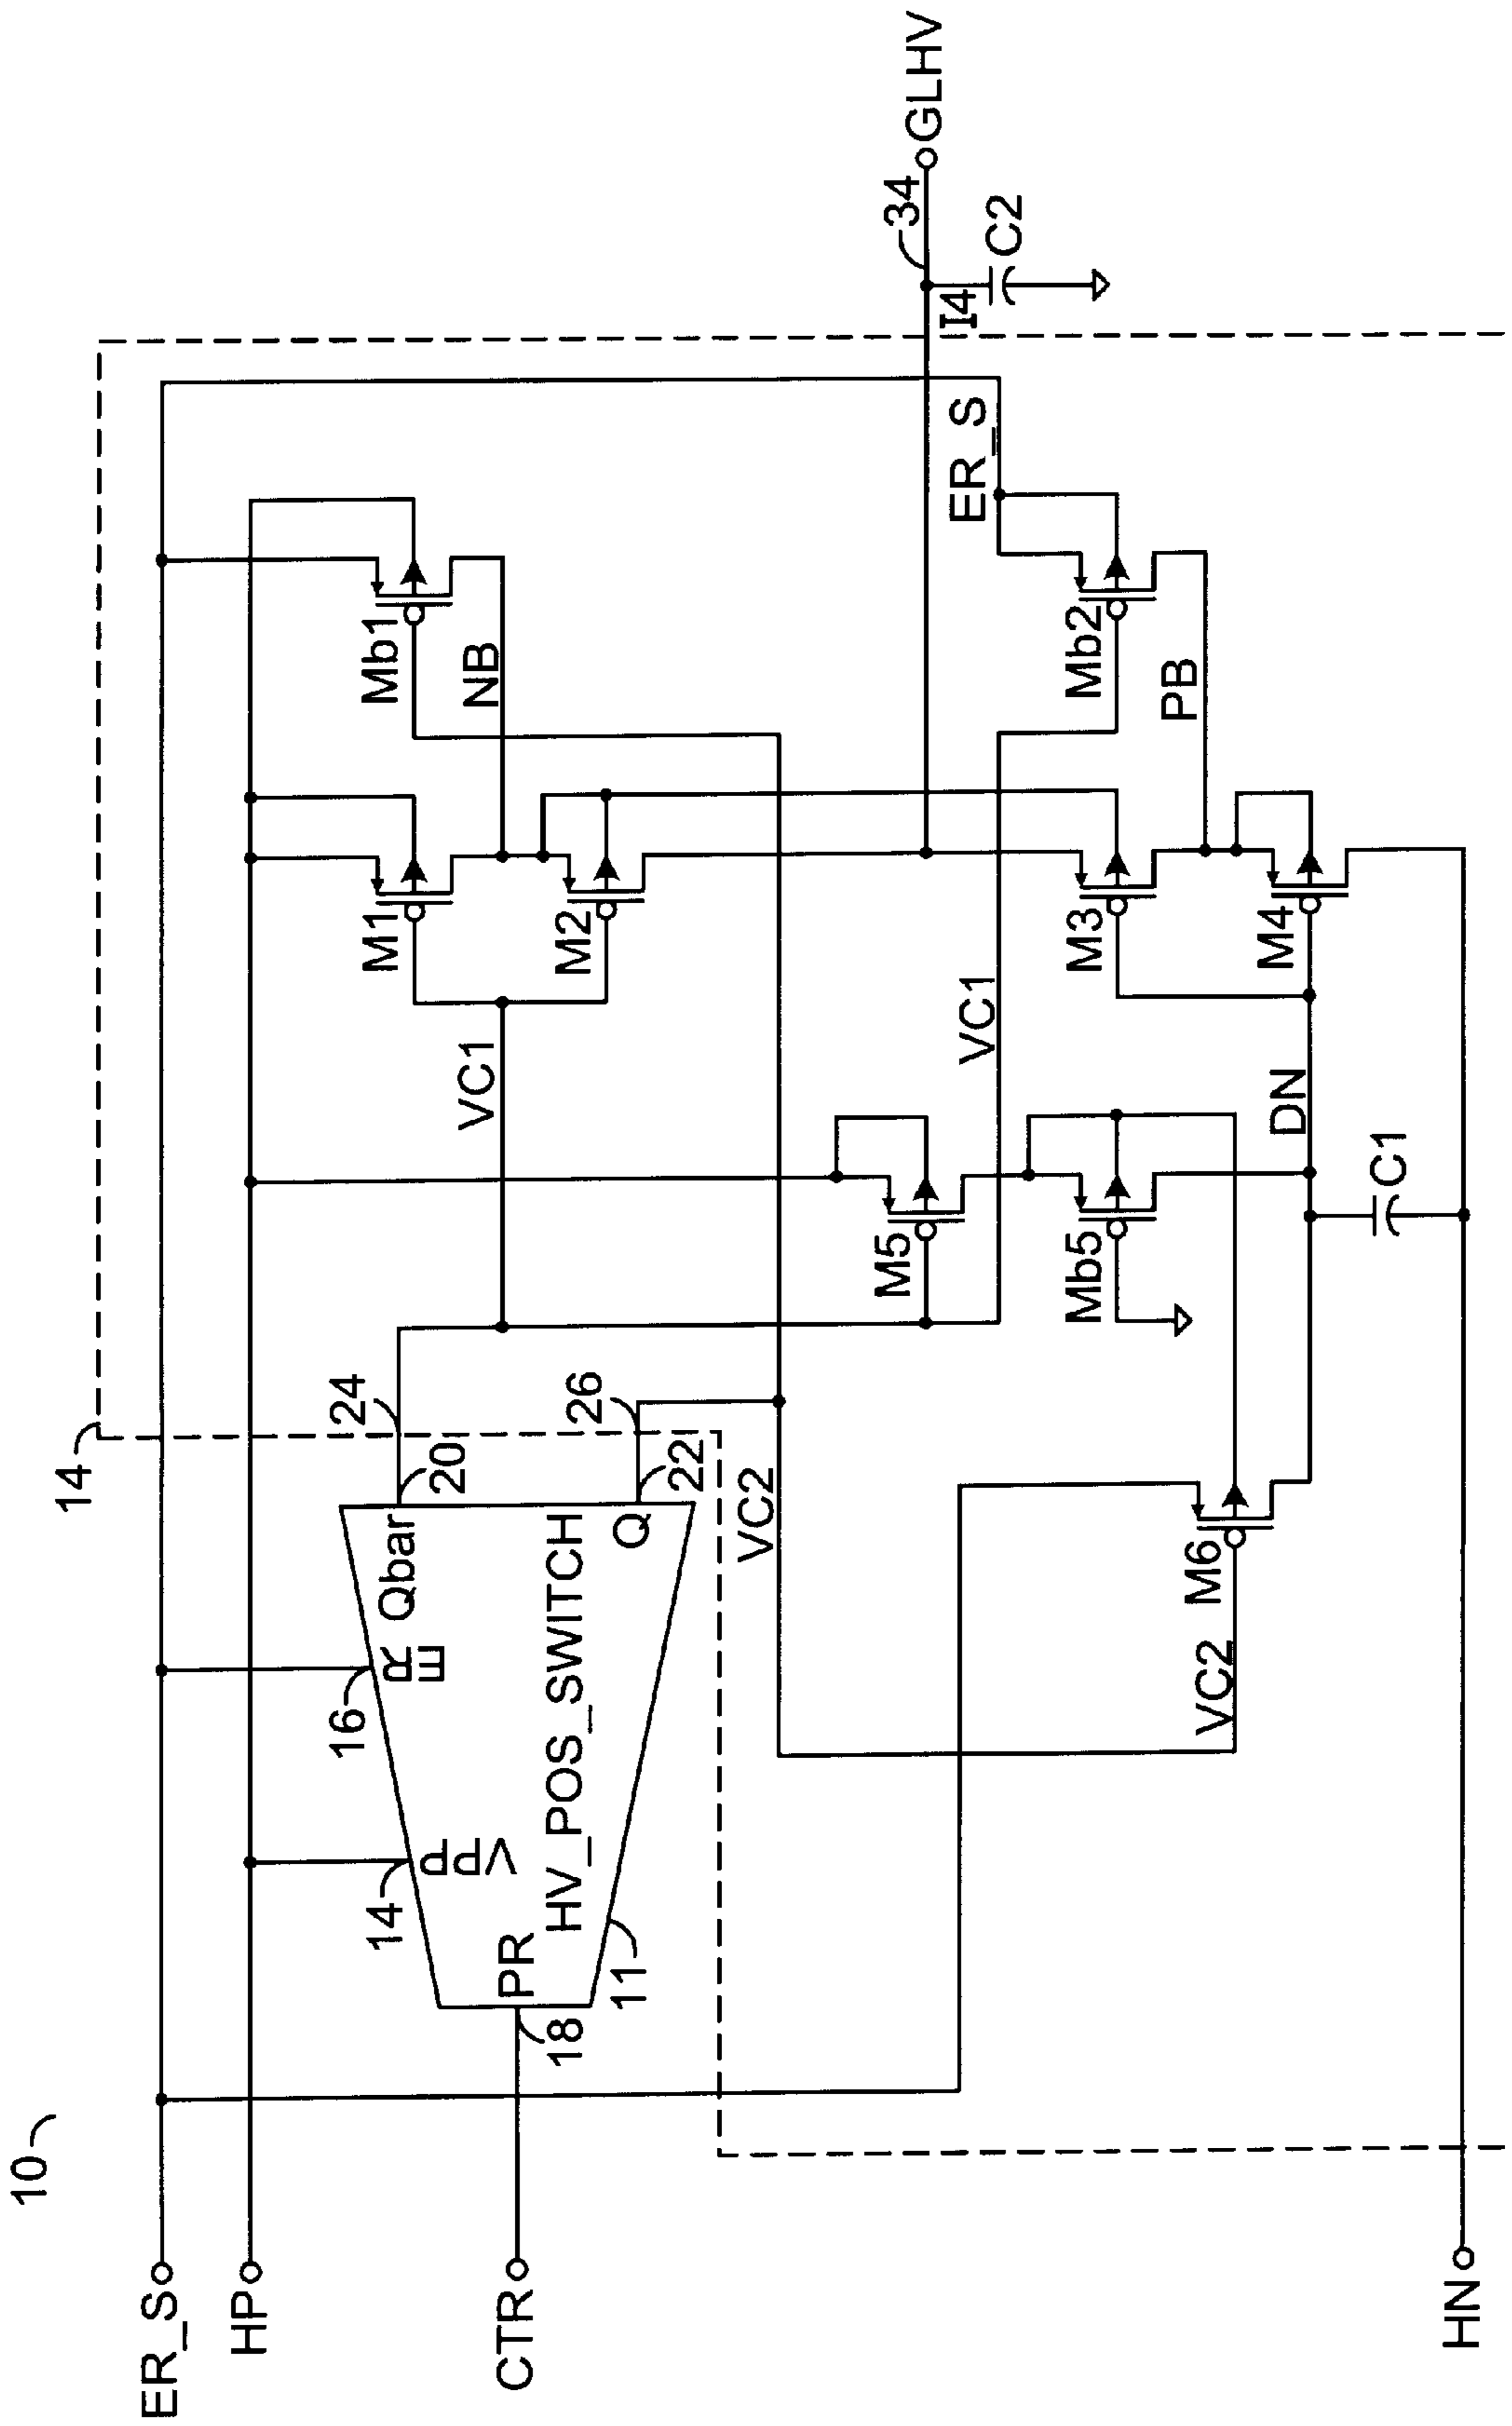 10
14
ER_S
HP
CTR
HN
VPP
14
ER
16
PR
18
HV_POS_SWITCH
11
Qbar
20
24
Q
22
26
VC2
VC1
M1
M2
Mb1
NB
VC1
M5
Mb5
M6
VC2
DN
C1
M3
M4
Mb2
PB
ER_S
34
I4
C2
GLHV